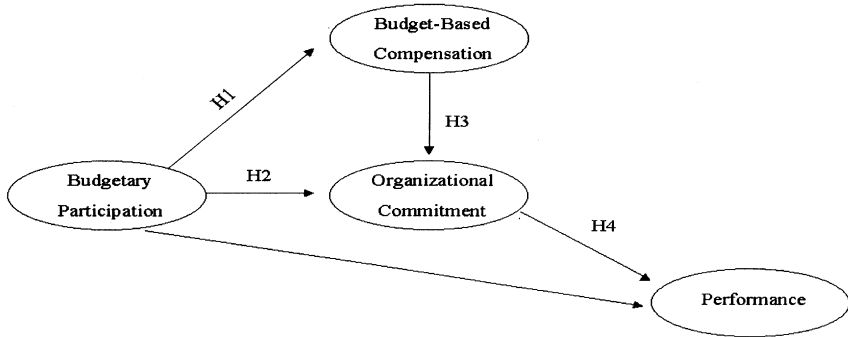 Budget-Based
Compensation
H1
H3
Budgetary
Participation
H2
Organizational
Commitment
H4
Performance